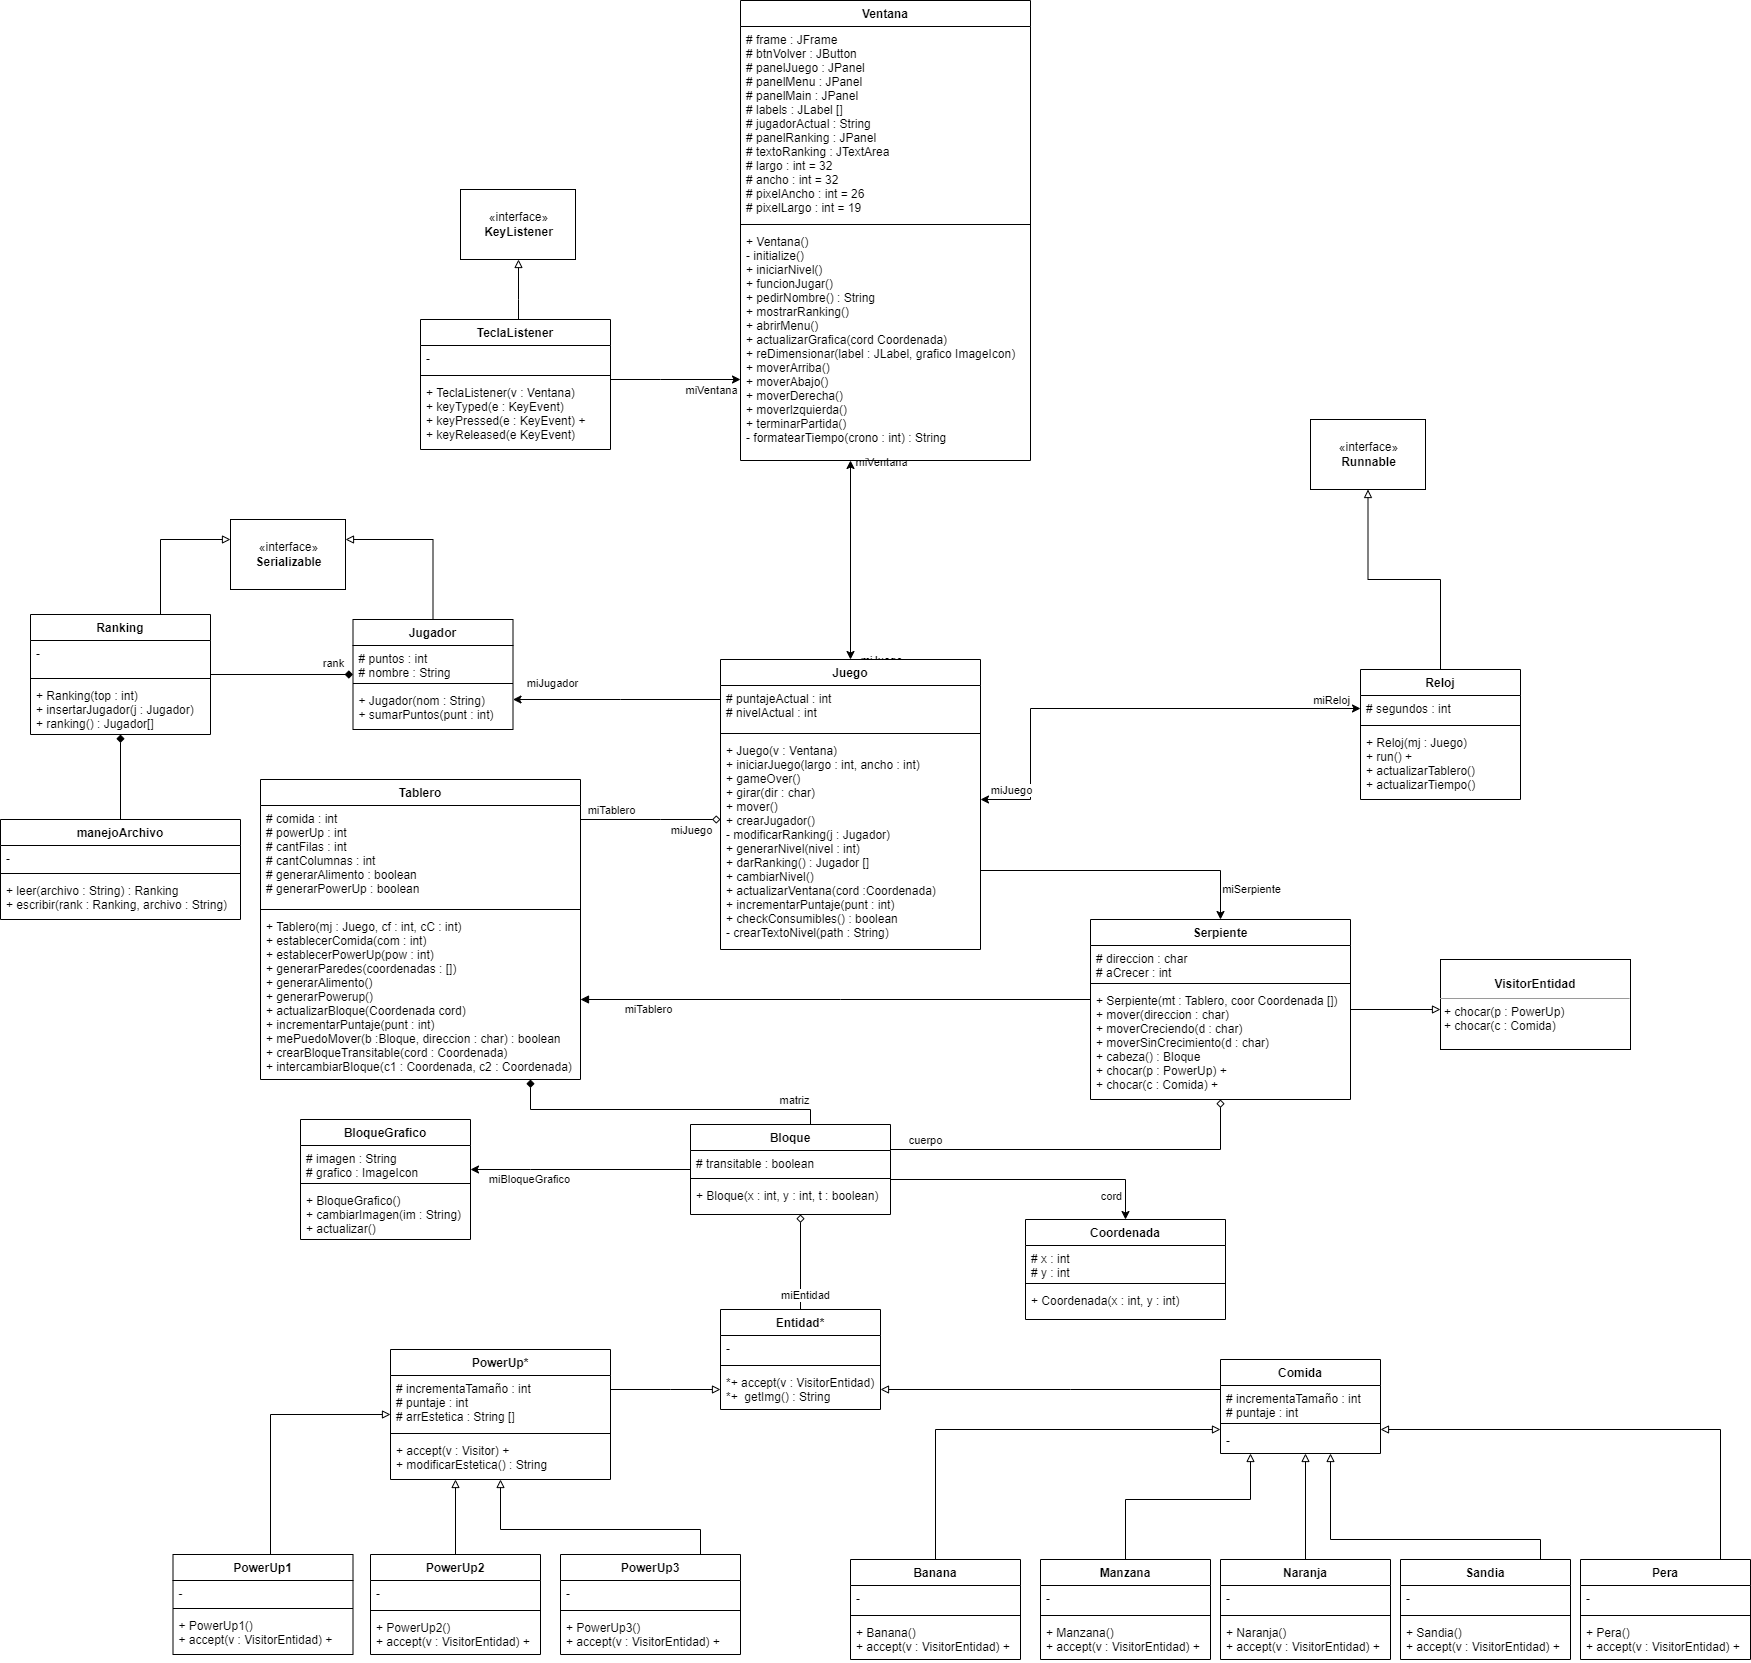 Ventana
# frame : JFrame
# btnVolver : JButton
# panelJuego : JPanel
# panelMenu : JPanel
# panelMain : JPanel
# labels : JLabel []
# jugadorActual : String
# panelRanking : JPanel
# textoRanking : JTextArea
# largo : int = 32
# ancho : int = 32
# pixelAncho : int = 26
# pixelLargo : int = 19
+ Ventana()
- initialize()
+ iniciarNivel()
+ funcionJugar()
+ pedirNombre() : String
+ mostrarRanking()
+ abrirMenu()
+ actualizarGrafica(cord Coordenada)
+ reDimensionar(label : JLabel, grafico ImageIcon)
+ moverArriba()
+ moverAbajo()
+ moverDerecha()
+ moverIzquierda()
+ terminarPartida()
- formatearTiempo(crono : int) : String
«interface»
KeyListener
TeclaListener
-
+ TeclaListener(v : Ventana)
+ keyTyped(e : KeyEvent)
+ keyPressed(e : KeyEvent) +
+ keyReleased(e KeyEvent)
miVentana
miVentana
«interface»
Runnable
«interface»
Serializable
Ranking
-
+ Ranking(top : int)
+ insertarJugador(j : Jugador)
+ ranking() : Jugador[]
rank
Jugador
# puntos : int
# nombre : String
+ Jugador(nom : String)
+ sumarPuntos(punt : int)
miJugador
miJuego
Juego
# puntajeActual : int
# nivelActual : int
+ Juego(v : Ventana)
+ iniciarJuego(largo : int, ancho : int)
+ gameOver()
+ girar(dir : char)
+ mover()
+ crearJugador()
- modificarRanking(j : Jugador)
+ generarNivel(nivel : int)
+ darRanking() : Jugador []
+ cambiarNivel()
+ actualizarVentana(cord :Coordenada)
+ incrementarPuntaje(punt : int)
+ checkConsumibles() : boolean
- crearTextoNivel(path : String)
miReloj
miJuego
Reloj
# segundos : int
+ Reloj(mj : Juego)
+ run() +
+ actualizarTablero()
+ actualizarTiempo()
manejoArchivo
-
+ leer(archivo : String) : Ranking
+ escribir(rank : Ranking, archivo : String)
Tablero
# comida : int
# powerUp : int
# cantFilas : int
# cantColumnas : int
# generarAlimento : boolean
# generarPowerUp : boolean
+ Tablero(mj : Juego, cf : int, cC : int)
+ establecerComida(com : int)
+ establecerPowerUp(pow : int)
+ generarParedes(coordenadas : [])
+ generarAlimento()
+ generarPowerup()
+ actualizarBloque(Coordenada cord)
+ incrementarPuntaje(punt : int)
+ mePuedoMover(b :Bloque, direccion : char) : boolean
+ crearBloqueTransitable(cord : Coordenada)
+ intercambiarBloque(c1 : Coordenada, c2 : Coordenada)
miTablero
miJuego
miSerpiente
Serpiente
# direccion : char
# aCrecer : int
+ Serpiente(mt : Tablero, coor Coordenada [])
+ mover(direccion : char)
+ moverCreciendo(d : char)
+ moverSinCrecimiento(d : char)
+ cabeza() : Bloque
+ chocar(p : PowerUp) +
+ chocar(c : Comida) +
miTablero
VisitorEntidad
+ chocar(p : PowerUp)
+ chocar(c : Comida)
matriz
BloqueGrafico
# imagen : String
# grafico : ImageIcon
+ BloqueGrafico()
+ cambiarImagen(im : String)
+ actualizar()
miBloqueGrafico
Bloque
# transitable : boolean
+ Bloque(x : int, y : int, t : boolean)
cuerpo
cord
Coordenada
# x : int
# y : int
+ Coordenada(x : int, y : int)
miEntidad
Entidad*
-
*+ accept(v : VisitorEntidad)
*+ getImg() : String
PowerUp*
# incrementaTamaño : int
# puntaje : int
# arrEstetica : String []
+ accept(v : Visitor) +
+ modificarEstetica() : String
Comida
# incrementaTamaño : int
# puntaje : int
-
PowerUp1
-
+ PowerUp1()
+ accept(v : VisitorEntidad) +
PowerUp2
-
+ PowerUp2()
+ accept(v : VisitorEntidad) +
PowerUp3
-
+ PowerUp3()
+ accept(v : VisitorEntidad) +
Banana
-
+ Banana()
+ accept(v : VisitorEntidad) +
Manzana
-
+ Manzana()
+ accept(v : VisitorEntidad) +
Naranja
-
+ Naranja()
+ accept(v : VisitorEntidad) +
Sandia
-
+ Sandia()
+ accept(v : VisitorEntidad) +
Pera
-
+ Pera()
+ accept(v : VisitorEntidad) +